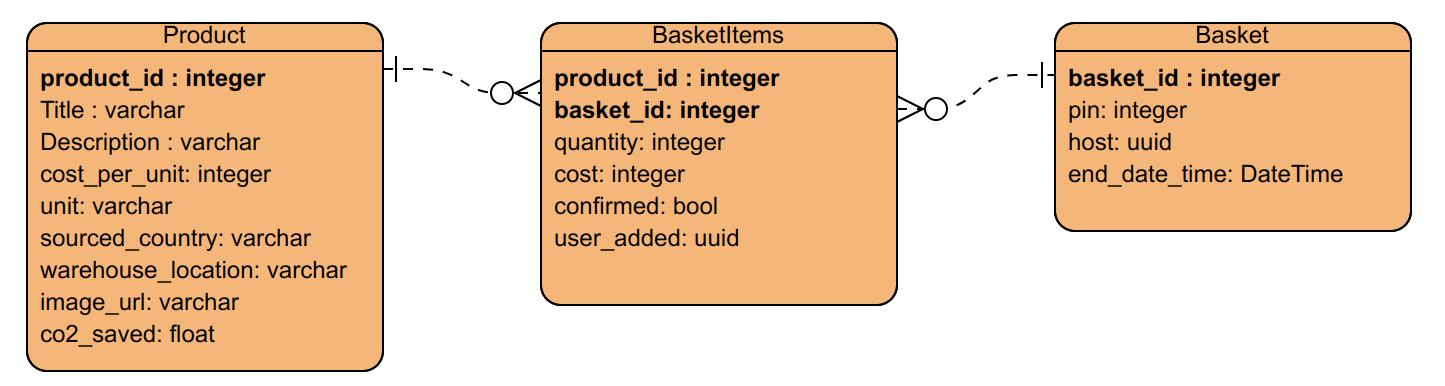 Product
product_id : integer
Title : varchar
Description : varchar
cost_per_unit: integer
unit: varchar
sourced_country: varchar
warehouse_location: varchar
image_url: varchar
co2_saved: float
BasketItems
product_id : integer
basket_id: integer
quantity: integer
cost: integer
confirmed: bool
user_added: uuid
Basket
basket_id : integer
pin: integer
host: uuid
end_date_time: DateTime